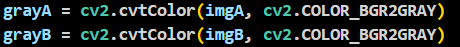 grayA = cv2.cvtColor(imgA, cv2.COLOR_BGR2GRAY)
grayB = cv2.cvtColor(imgB, cv2.COLOR_BGR2GRAY)